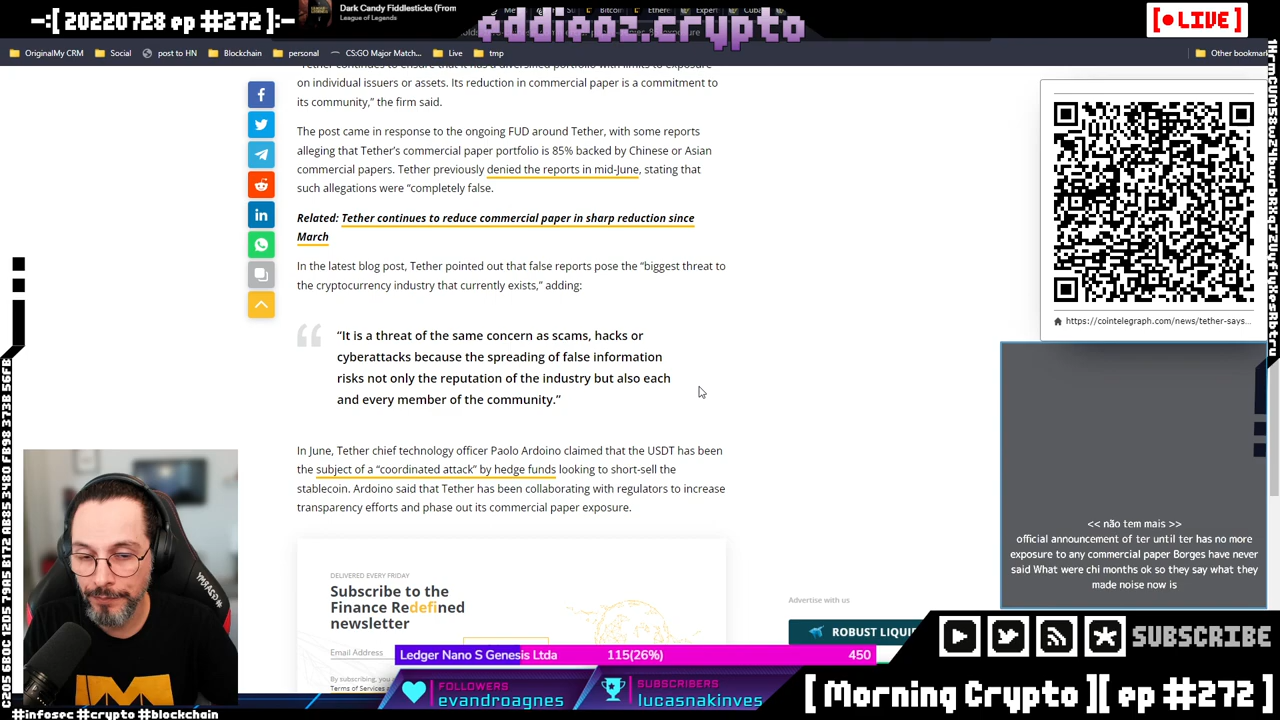 -:[ 20220728 ep #272 ]:-
Dark Candy Fiddlesticks (From
League of Legends
eddieoz.crypto
[● LIVE ]
OriginalMy CRM
Social
post to HN
Blockchain
personal
CS:GO Major Match...
Live
tmp
Other bookmar
on individual issuers or assets. Its reduction in commercial paper is a commitment to
its community,” the firm said.
The post came in response to the ongoing FUD around Tether, with some reports
alleging that Tether’s commercial paper portfolio is 85% backed by Chinese or Asian
commercial papers. Tether previously denied the reports in mid-June, stating that
such allegations were “completely false.
Related: Tether continues to reduce commercial paper in sharp reduction since
March
In the latest blog post, Tether pointed out that false reports pose the “biggest threat to
the cryptocurrency industry that currently exists,” adding:
“It is a threat of the same concern as scams, hacks or
cyberattacks because the spreading of false information
risks not only the reputation of the industry but also each
and every member of the community.”
In June, Tether chief technology officer Paolo Ardoino claimed that the USDT has been
the subject of a “coordinated attack” by hedge funds looking to short-sell the
stablecoin. Ardoino said that Tether has been collaborating with regulators to increase
transparency efforts and phase out its commercial paper exposure.
DELIVERED EVERY FRIDAY
Subscribe to the
Finance Redefined
newsletter
Email Address
By subscribing, you a
Terms of Services a
https://cointelegraph.com/news/tether-says...
<< não tem mais >>
official announcement of ter until ter has no more
exposure to any commercial paper Borges have never
said What were chi months ok so they say what they
made noise now is
Advertise with us
ROBUST LIQUI
Ledger Nano S Genesis Ltda
115(26%)
450
FOLLOWERS
evandroagnes
SUBSCRIBERS
lucasnakinves
SUBSCRIBE
[ Morning Crypto ][ ep #272 ]
#infosec #crypto #blockchain